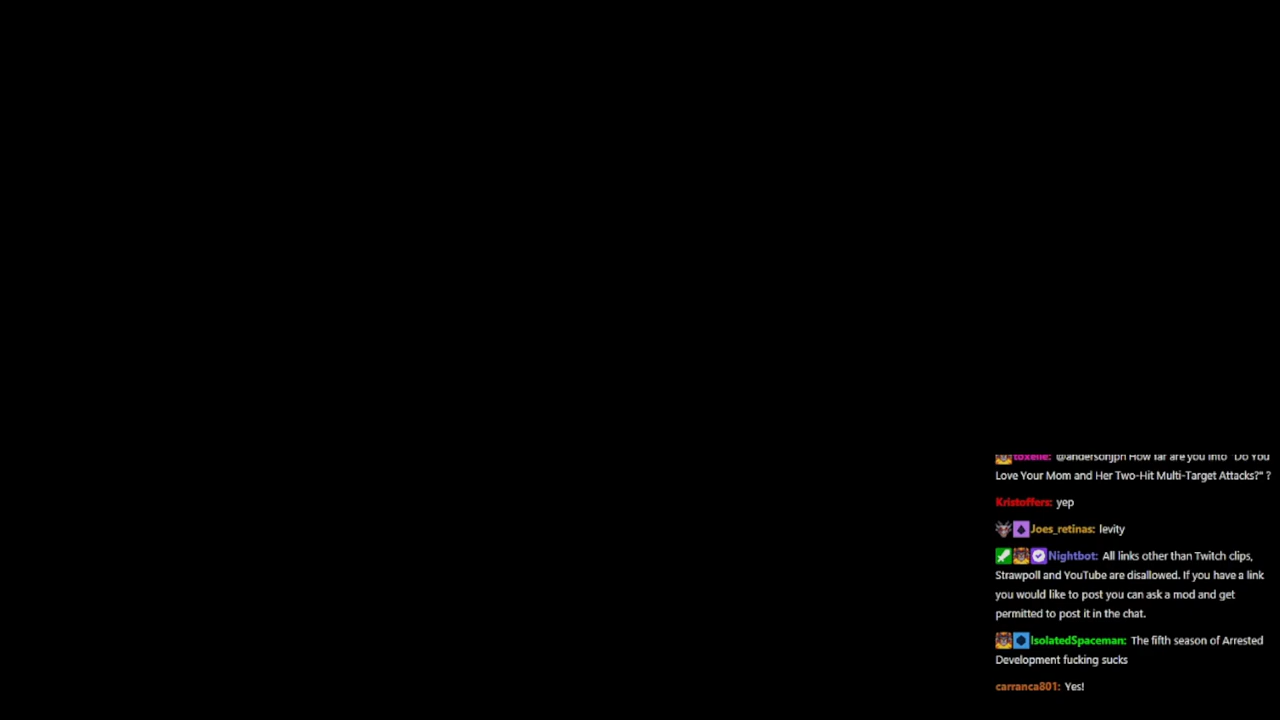 toxelle: @andersonjph How far are you into "Do You
Love Your Mom and Her Two-Hit Multi-Target Attacks?" ?
Kristoffers: yep
Joes_retinas: levity
Nightbot: All links other than Twitch clips,
Strawpoll and YouTube are disallowed. If you have a link
you would like to post you can ask a mod and get
permitted to post it in the chat.
IsolatedSpaceman: The fifth season of Arrested
Development fucking sucks
carranca801: Yes!